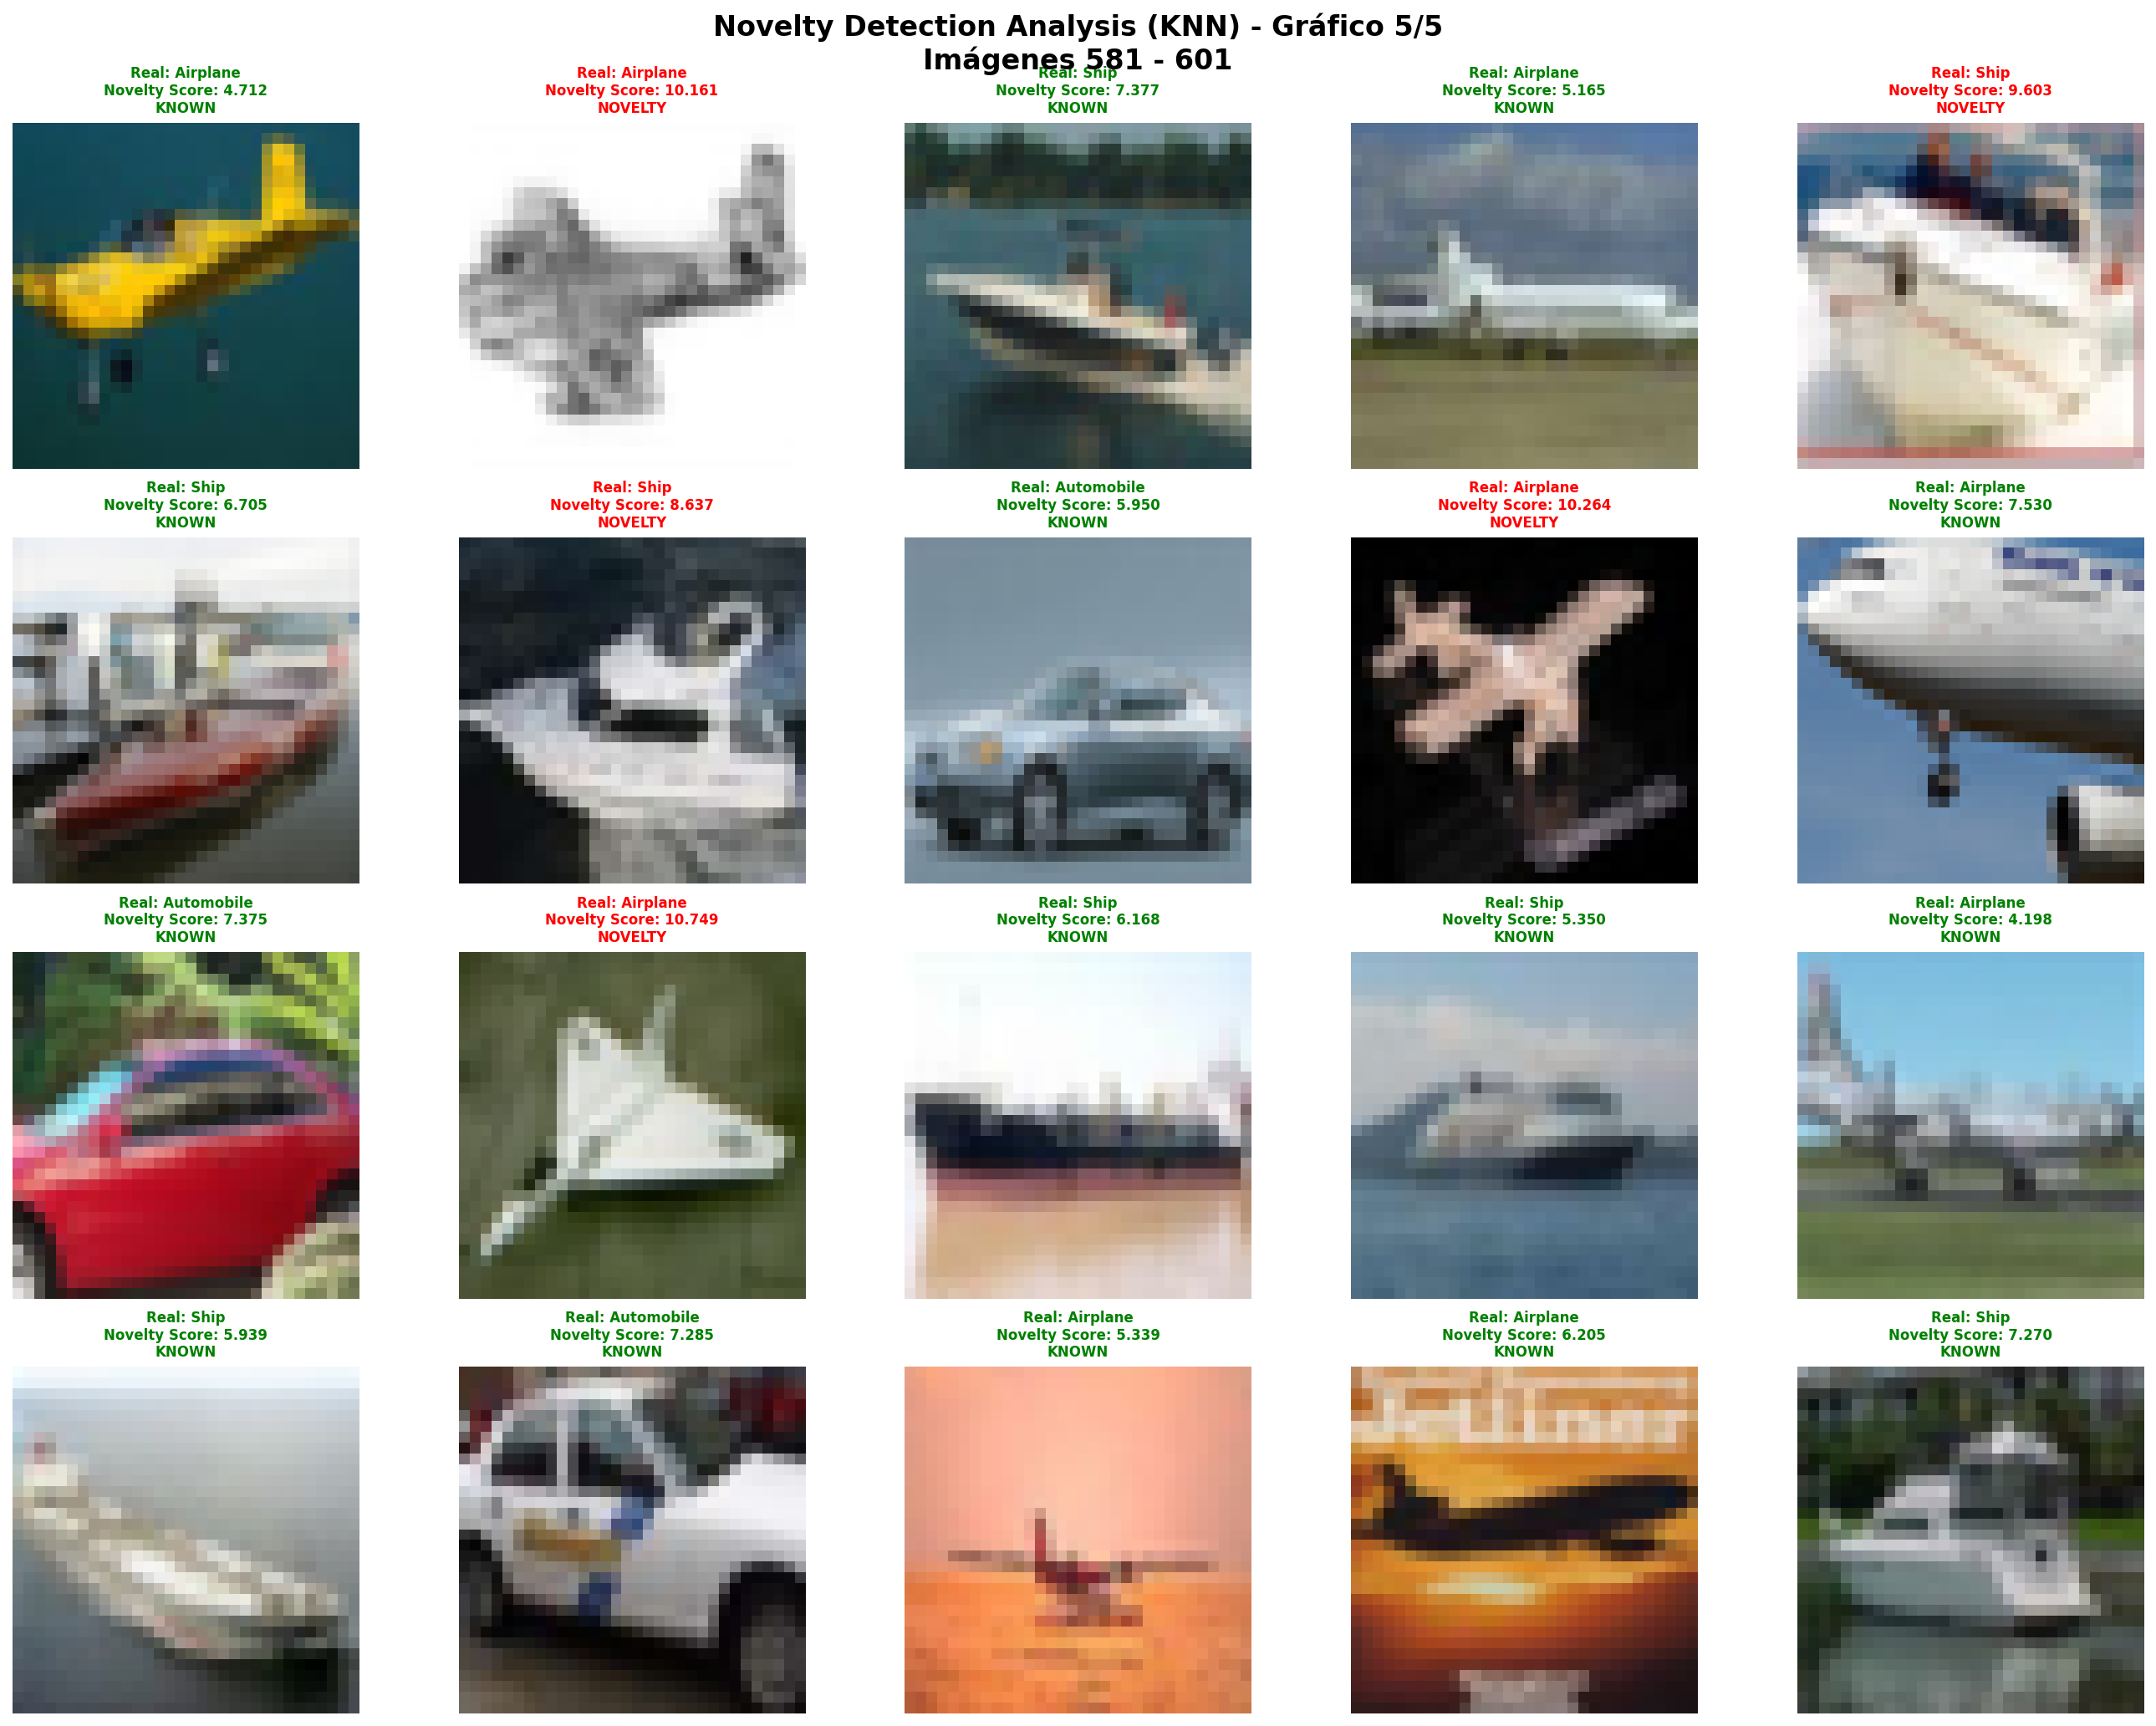 Novelty Detection Analysis (KNN) - Gráfico 5/5
Imágenes 581 - 601
Real: Airplane
Novelty Score: 4.712
KNOWN
Real: Airplane
Novelty Score: 10.161
NOVELTY
Real: Ship
Novelty Score: 7.377
KNOWN
Real: Airplane
Novelty Score: 5.165
KNOWN
Real: Ship
Novelty Score: 9.603
NOVELTY
Real: Ship
Novelty Score: 6.705
KNOWN
Real: Ship
Novelty Score: 8.637
NOVELTY
Real: Automobile
Novelty Score: 5.950
KNOWN
Real: Airplane
Novelty Score: 10.264
NOVELTY
Real: Airplane
Novelty Score: 7.530
KNOWN
Real: Automobile
Novelty Score: 7.375
KNOWN
Real: Airplane
Novelty Score: 10.749
NOVELTY
Real: Ship
Novelty Score: 6.168
KNOWN
Real: Ship
Novelty Score: 5.350
KNOWN
Real: Airplane
Novelty Score: 4.198
KNOWN
Real: Ship
Novelty Score: 5.939
KNOWN
Real: Automobile
Novelty Score: 7.285
KNOWN
Real: Airplane
Novelty Score: 5.339
KNOWN
Real: Airplane
Novelty Score: 6.205
KNOWN
Real: Ship
Novelty Score: 7.270
KNOWN